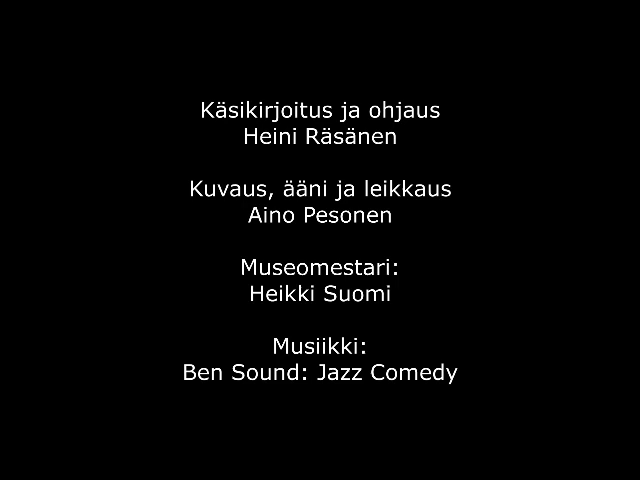 Käsikirjoitus ja ohjaus
Heini Räsänen
Kuvaus, ääni ja leikkaus
Aino Pesonen
Museomestari:
Heikki Suomi
Musiikki:
Ben Sound: Jazz Comedy